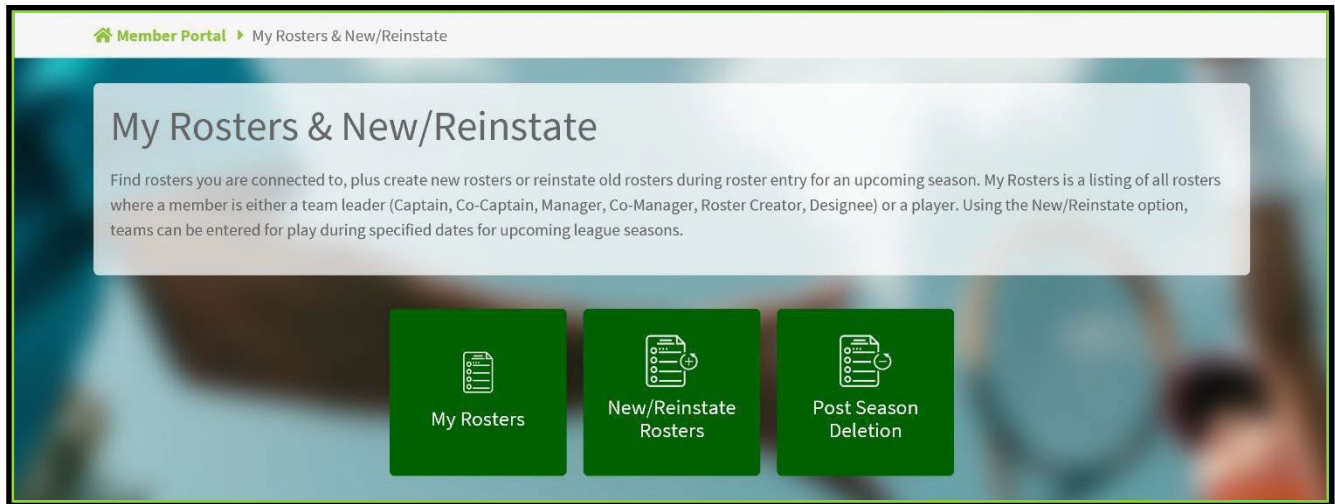 Member Portal My Rosters & New/Reinstate
My Rosters & New/Reinstate
Find rosters you are connected to, plus create new rosters or reinstate old rosters during roster entry for an upcoming season. My Rosters is a listing of all rosters
where a member is either a team leader (Captain, Co-Captain, Manager, Co-Manager, Roster Creator, Designee) or a player. Using the New/Reinstate option,
teams can be entered for play during specified dates for upcoming league seasons.
My Rosters
New/Reinstate
Rosters
Post Season
Deletion